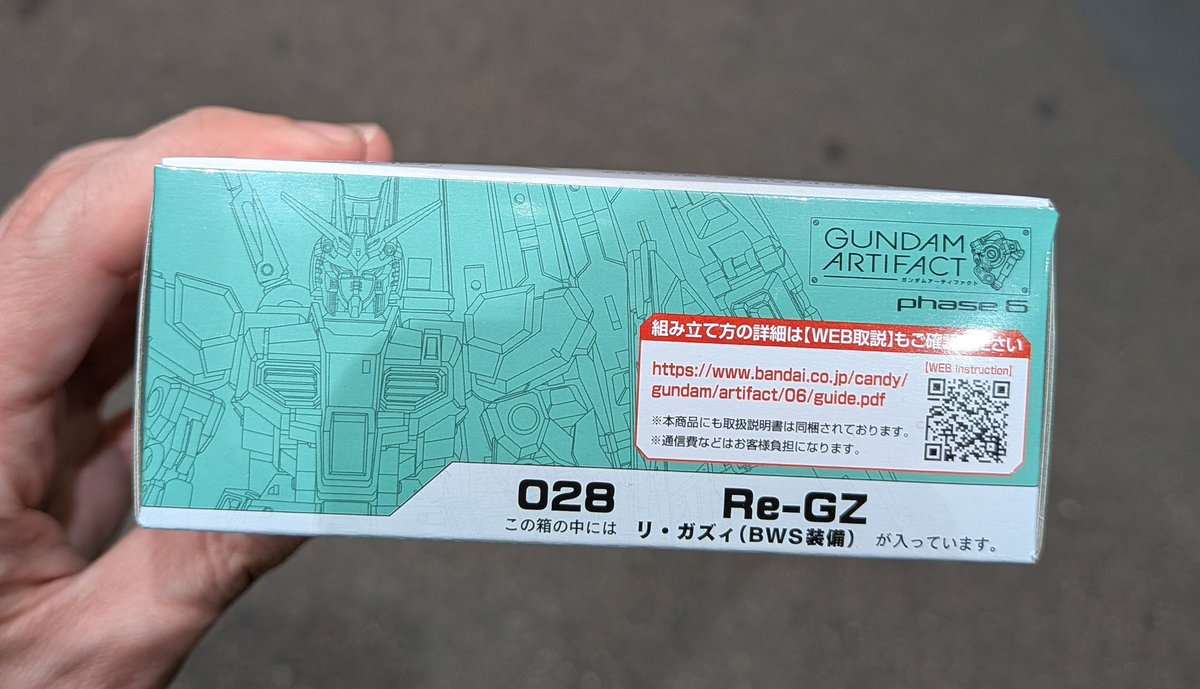 GUNDAM
ARTIFACT
ガンダムアーティファクト
phase 6
組み立て方の詳細は【WEB取説】もご確認ください
https://www.bandai.co.jp/candy/
gundam/artifact/06/guide.pdf
【WEB Instruction】
※本商品にも取扱説明書は同梱されております。
※通信費などはお客様負担になります。
028 Re-GZ
この箱の中には リ・ガズィ(BWS装備) が入っています。